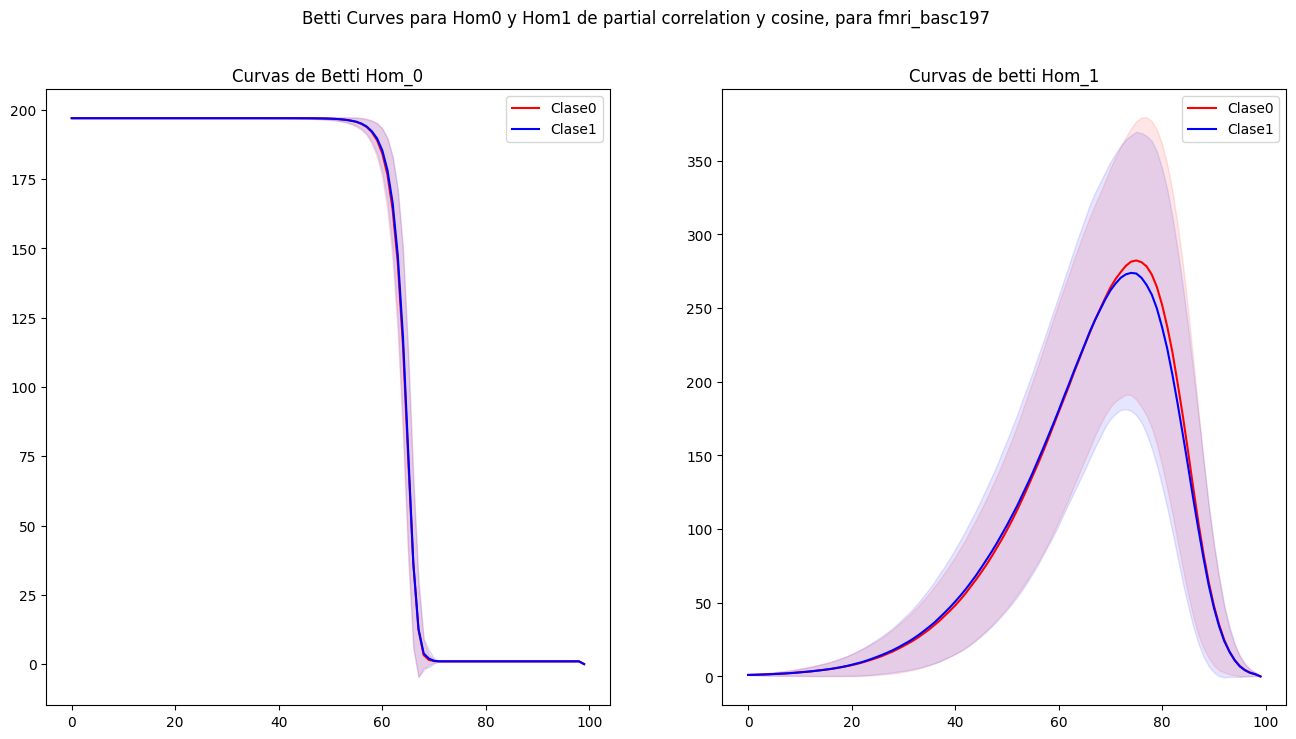 Betti Curves para Hom0 y Hom1 de partial correlation y cosine, para fmri_basc197
Curvas de Betti Hom_0
Clase0
Clase1
200
175
150
125
100
75
50
25
0
0 20 40 60 80 100
Curvas de betti Hom_1
Clase0
Clase1
350
300
250
200
150
100
50
0
0 20 40 60 80 100